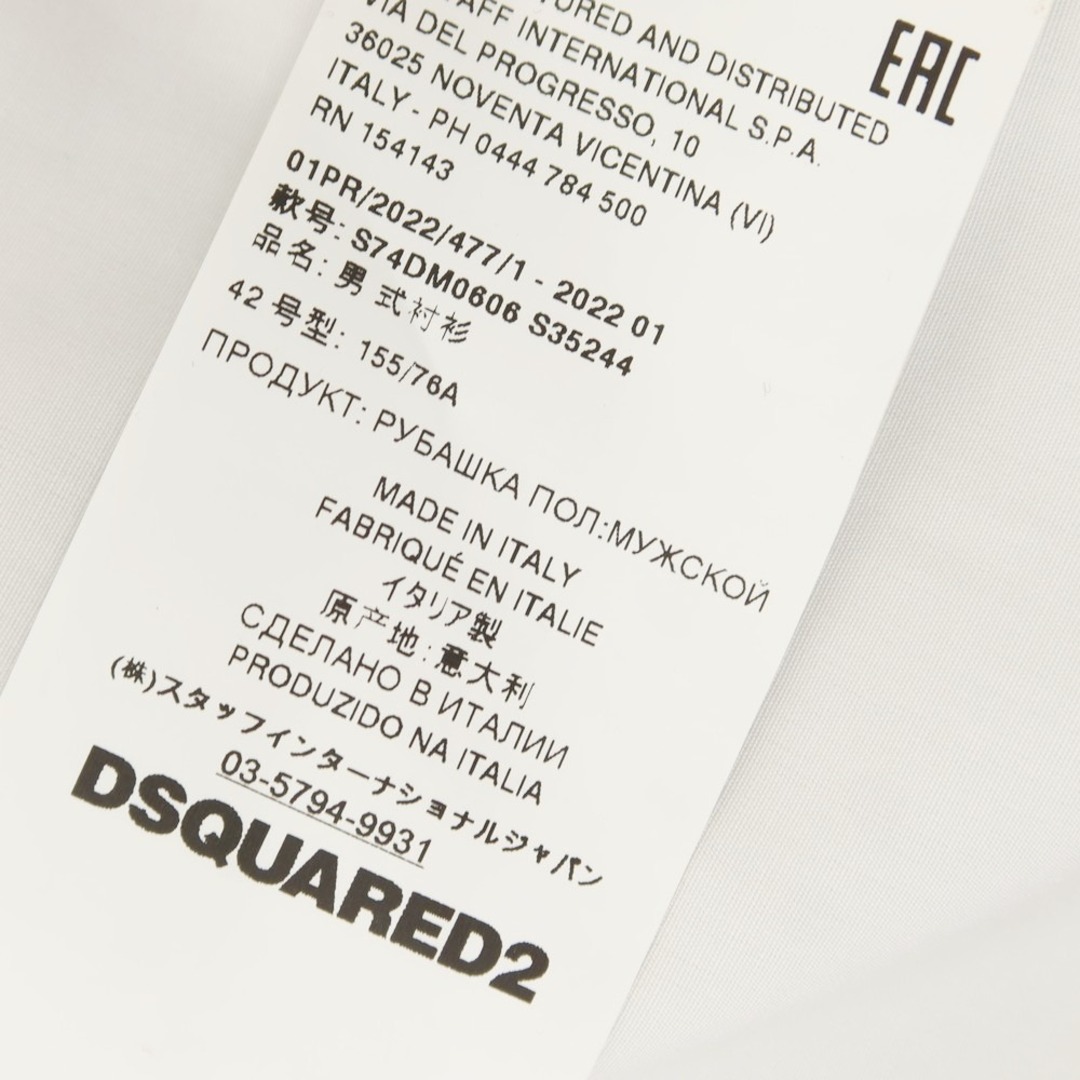 AND DISTRIBUTED
INTERNATIONAL S.P.A.
VIA DEL PROGRESSO, 10
36025 NOVENTA VICENTINA (VI)
ITALY - PH 0444 784 500
RN 154143
EAC
01PR/2022/477/1 - 2022 01
款号: S74DM0606 S35244
品名: 男式衬衫
42 号型: 155/76A
ПРОДУКТ: РУБАШКА ПОЛ:МУЖСКОЙ
MADE IN ITALY
FABRIQUÉ EN ITALIE
イタリア製
原产地:意大利
СДЕЛАНО В ИТАЛИИ
PRODUZIDO NA ITALIA
(株)スタッフインターナショナルジャパン
03-5794-9931
DSQUARED2